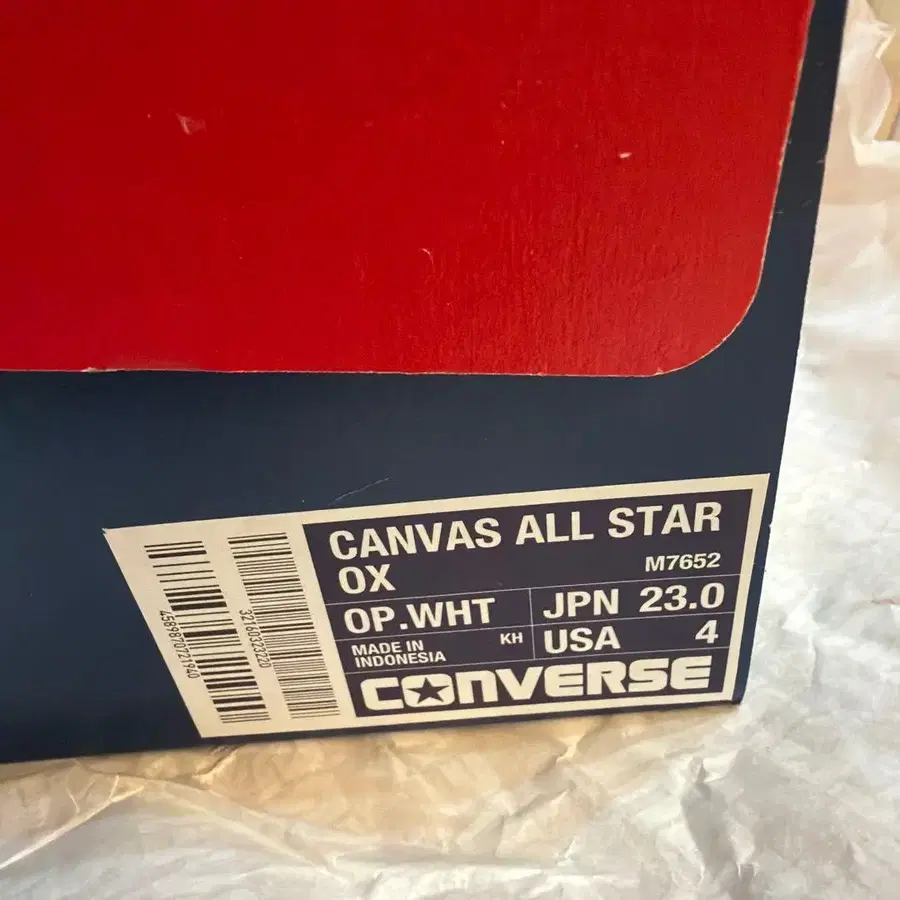 CANVAS ALL STAR
OX
M7652
OP.WHT
JPN 23.0
MADE IN
INDONESIA
KH
USA 4
CONVERSE